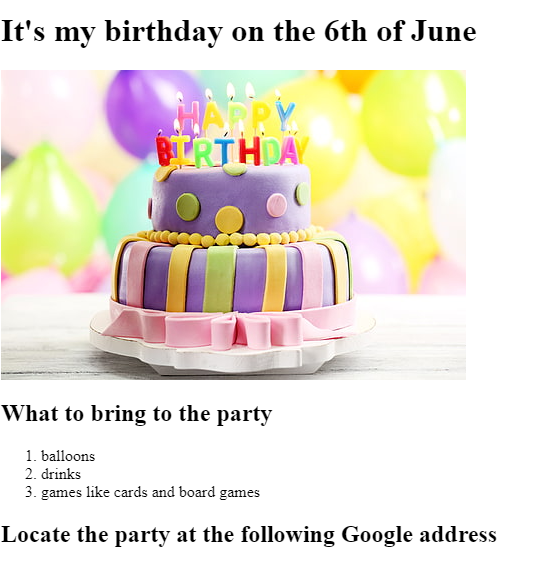 It's my birthday on the 6th of June
HAPPY
BIRTHDAY
What to bring to the party
1. balloons
2. drinks
3. games like cards and board games
Locate the party at the following Google address